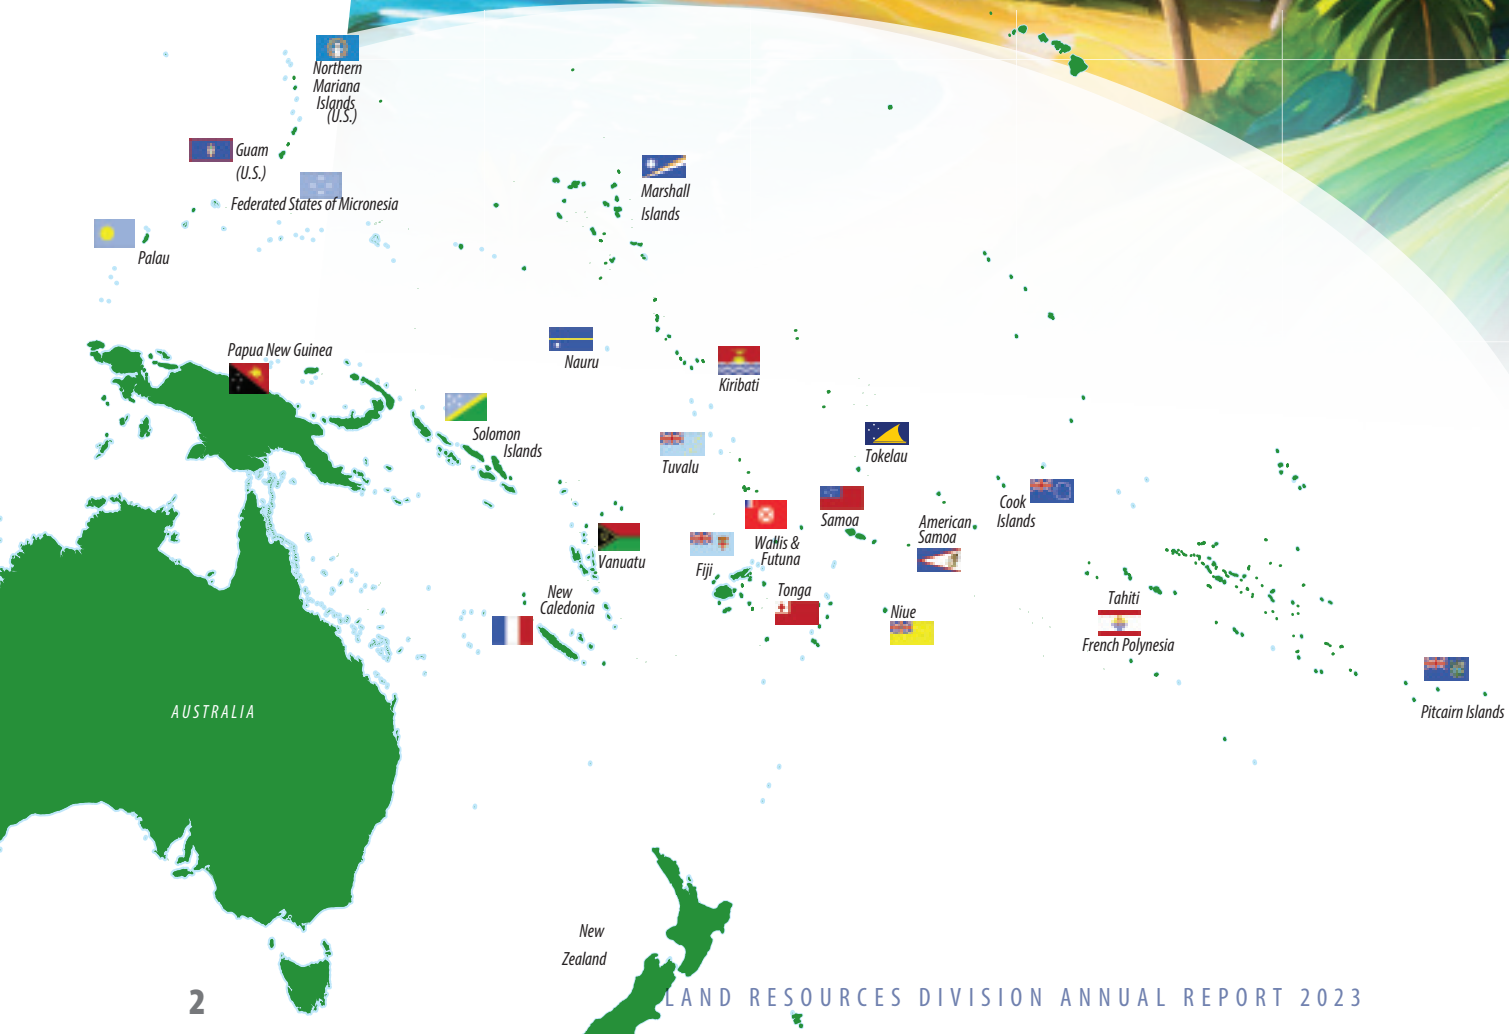 Northern
Mariana
Islands
(U.S.)
Guam
(U.S.)
Federated States of Micronesia
Marshall
Islands
Palau
Papua New Guinea
Nauru
Kiribati
Solomon
Islands
Tuvalu
Tokelau
Cook
Islands
Samoa
American
Samoa
Wallis &
Futuna
Vanuatu
Fiji
New
Caledonia
Tonga
Niue
Tahiti
French Polynesia
Pitcairn Islands
AUSTRALIA
New
Zealand
2
LAND RESOURCES DIVISION ANNUAL REPORT 2023